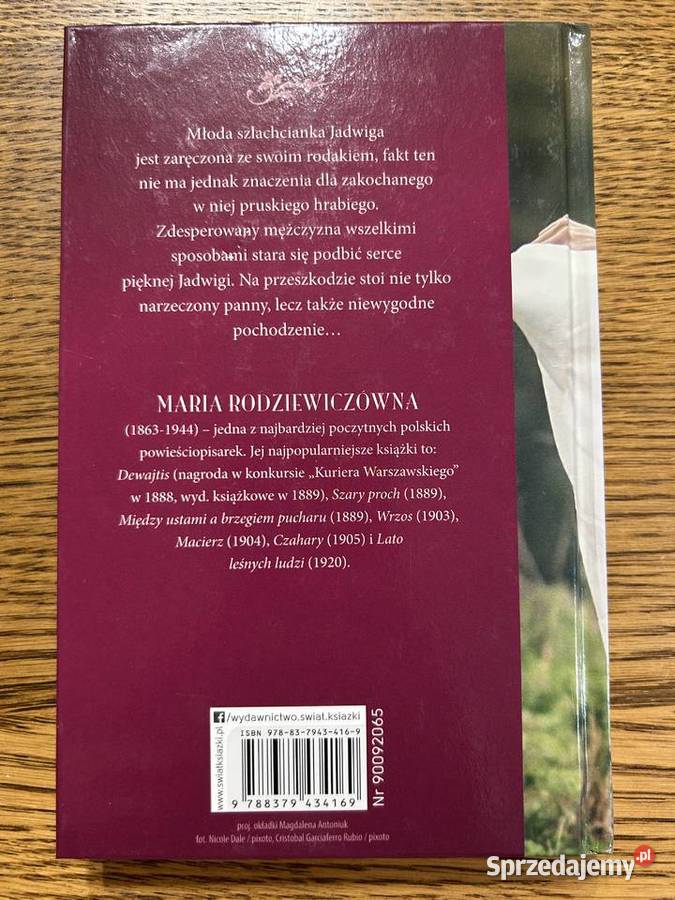 Młoda szlachcianka Jadwiga
jest zaręczona ze swoim rodakiem, fakt ten
nie ma jednak znaczenia dla zakochanego
w niej pruskiego hrabiego.
Zdesperowany mężczyzna wszelkimi
sposobami stara się podbić serce
pięknej Jadwigi. Na przeszkodzie stoi nie tylko
narzeczony panny, lecz także niewygodne
pochodzenie…
MARIA RODZIEWICZÓWNA
(1863-1944) – jedna z najbardziej poczytnych polskich
powieściopisarek. Jej najpopularniejsze książki to:
Dewajtis (nagroda w konkursie „Kuriera Warszawskiego”
w 1888, wyd. książkowe w 1889), Szary proch (1889),
Między ustami a brzegiem pucharu (1889), Wrzos (1903),
Macierz (1904), Czahary (1905) i Lato
leśnych ludzi (1920).
f/wydawnictwo.swiat.ksiazki
www.swiatksiazki.pl
ISBN 978-83-7943-416-9
9 788379 434169
Nr 90092065
proj. okładki Magdalena Antoniuk
fot. Nicole Dale / pixoto, Cristobal Garciaferro Rubio / pixoto
Sprzedajemy.pl